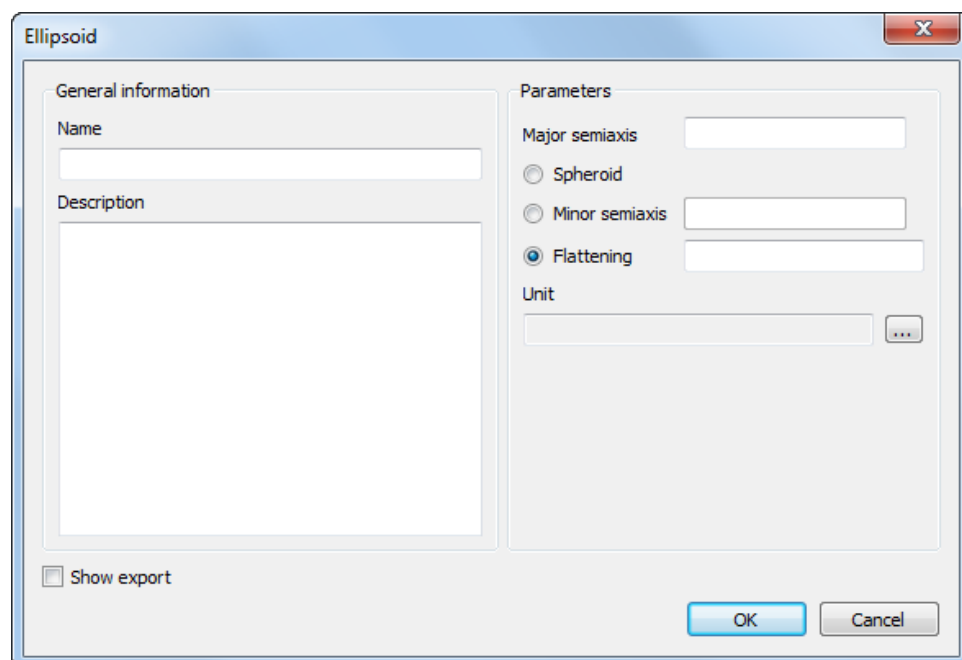 Ellipsoid
General information
Name
Description
Parameters
Major semiaxis
Spheroid
Minor semiaxis
Flattening
Unit
...
Show export
OK
Cancel